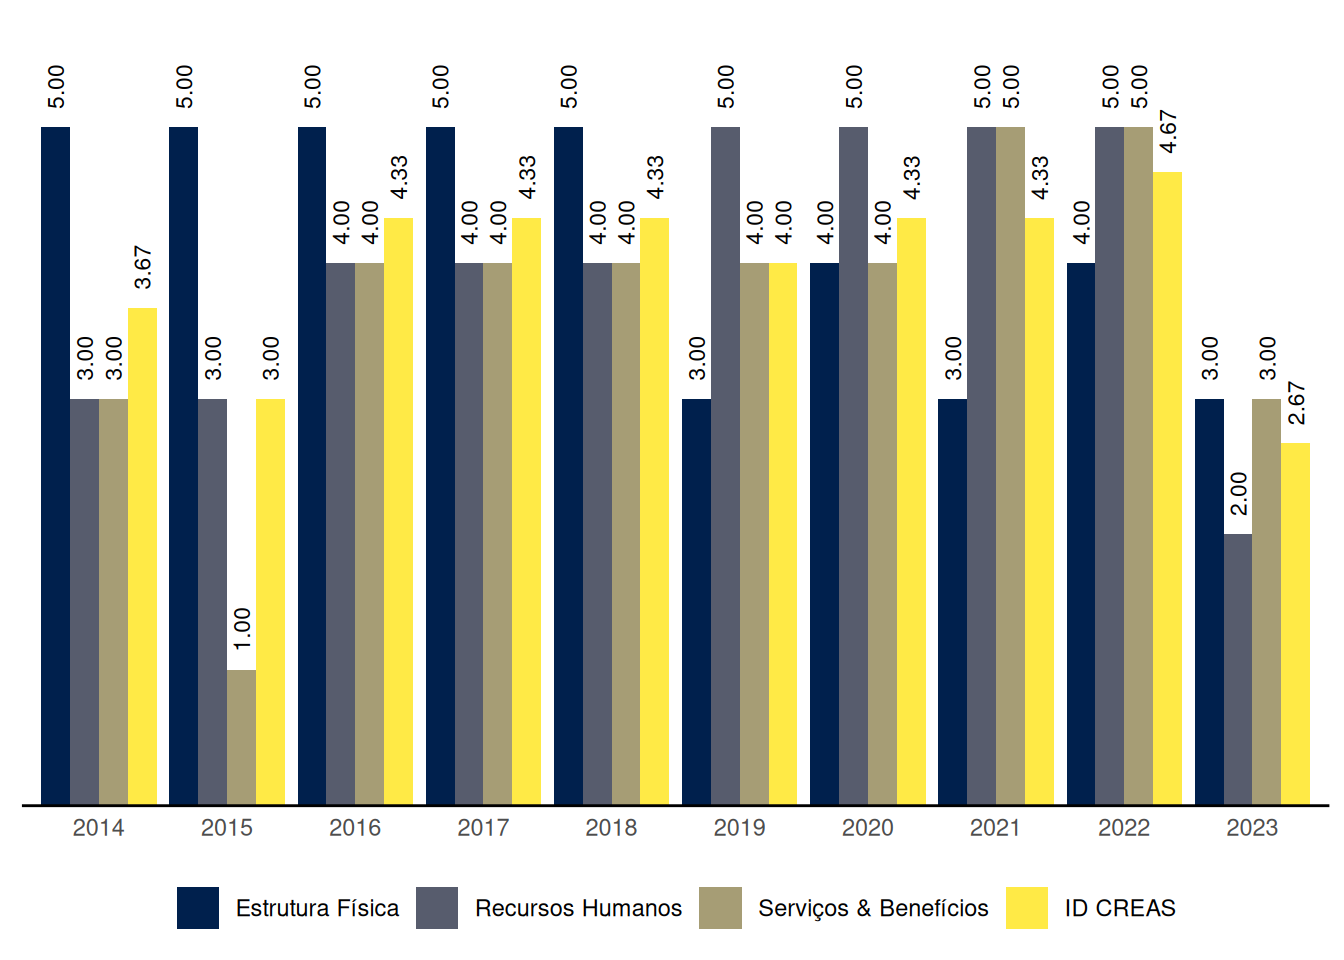 5.00 3.00 3.00 3.67
5.00 3.00 1.00 3.00
5.00 4.00 4.00 4.33
5.00 4.00 4.00 4.33
5.00 4.00 4.00 4.33
3.00 5.00 4.00 4.00
4.00 5.00 4.00 4.33
3.00 5.00 5.00 4.33
4.00 5.00 5.00 4.67
3.00 2.00 3.00 2.67
2014 2015 2016 2017 2018 2019 2020 2021 2022 2023
Estrutura Física Recursos Humanos Serviços & Benefícios ID CREAS